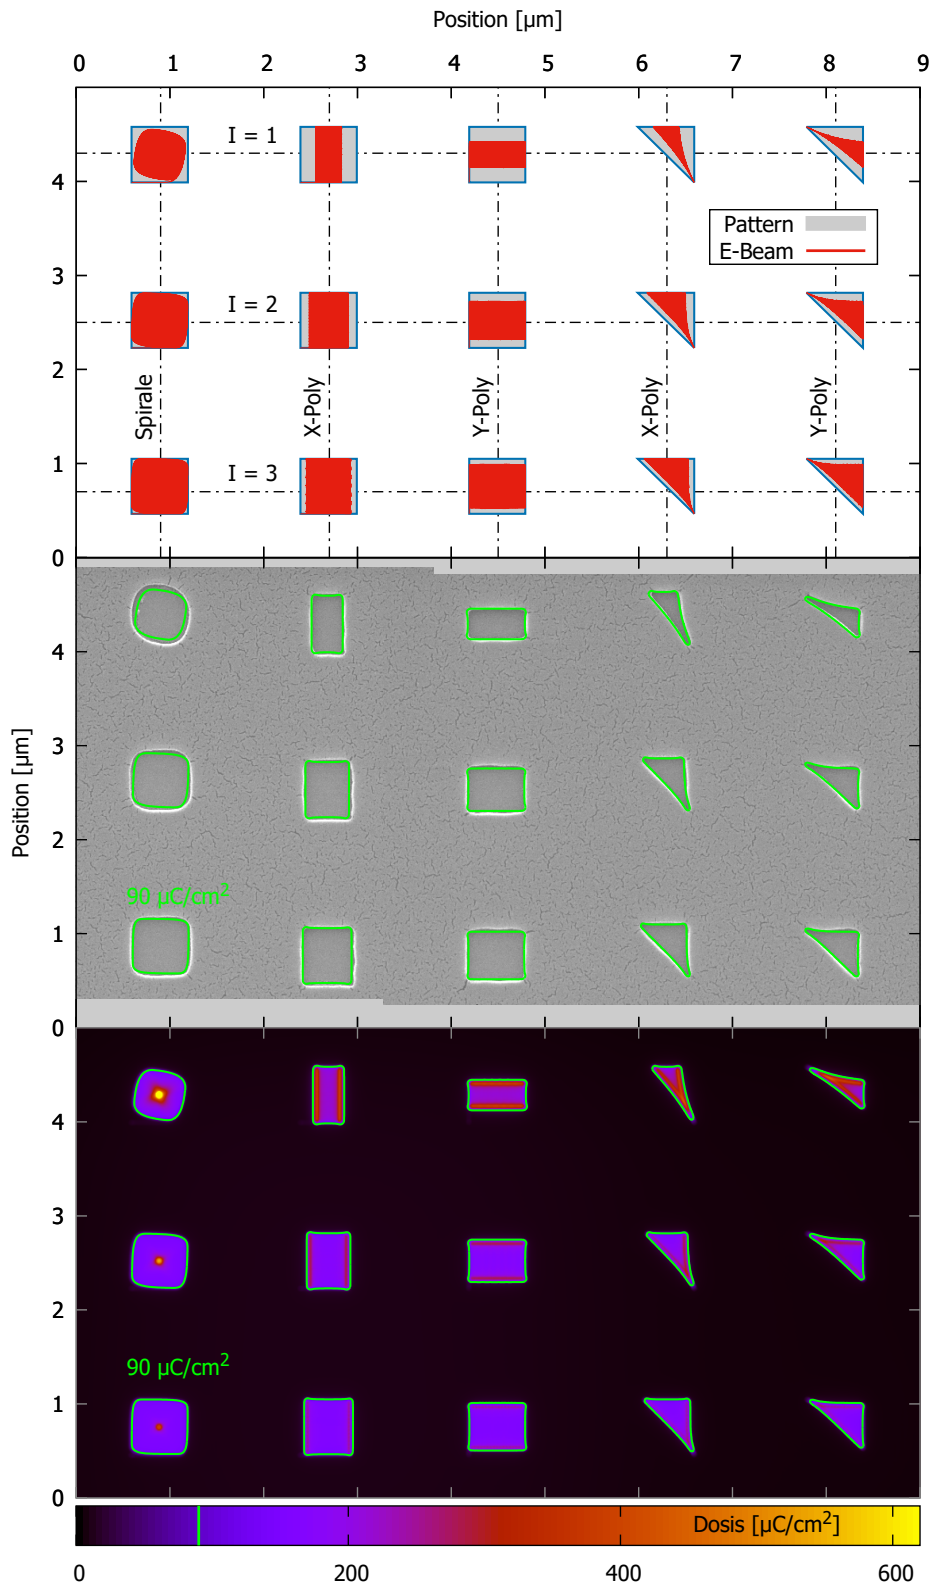 Position [µm]
0 1 2 3 4 5 6 7 8 9
I = 1
4
Pattern
E-Beam
3
I = 2
2
Spirale X-Poly Y-Poly X-Poly Y-Poly
1
I = 3
0
4
3
Position [µm]
2
90 µC/cm²
1
0
4
3
2
90 µC/cm²
1
0
Dosis [µC/cm²]
0 200 400 600